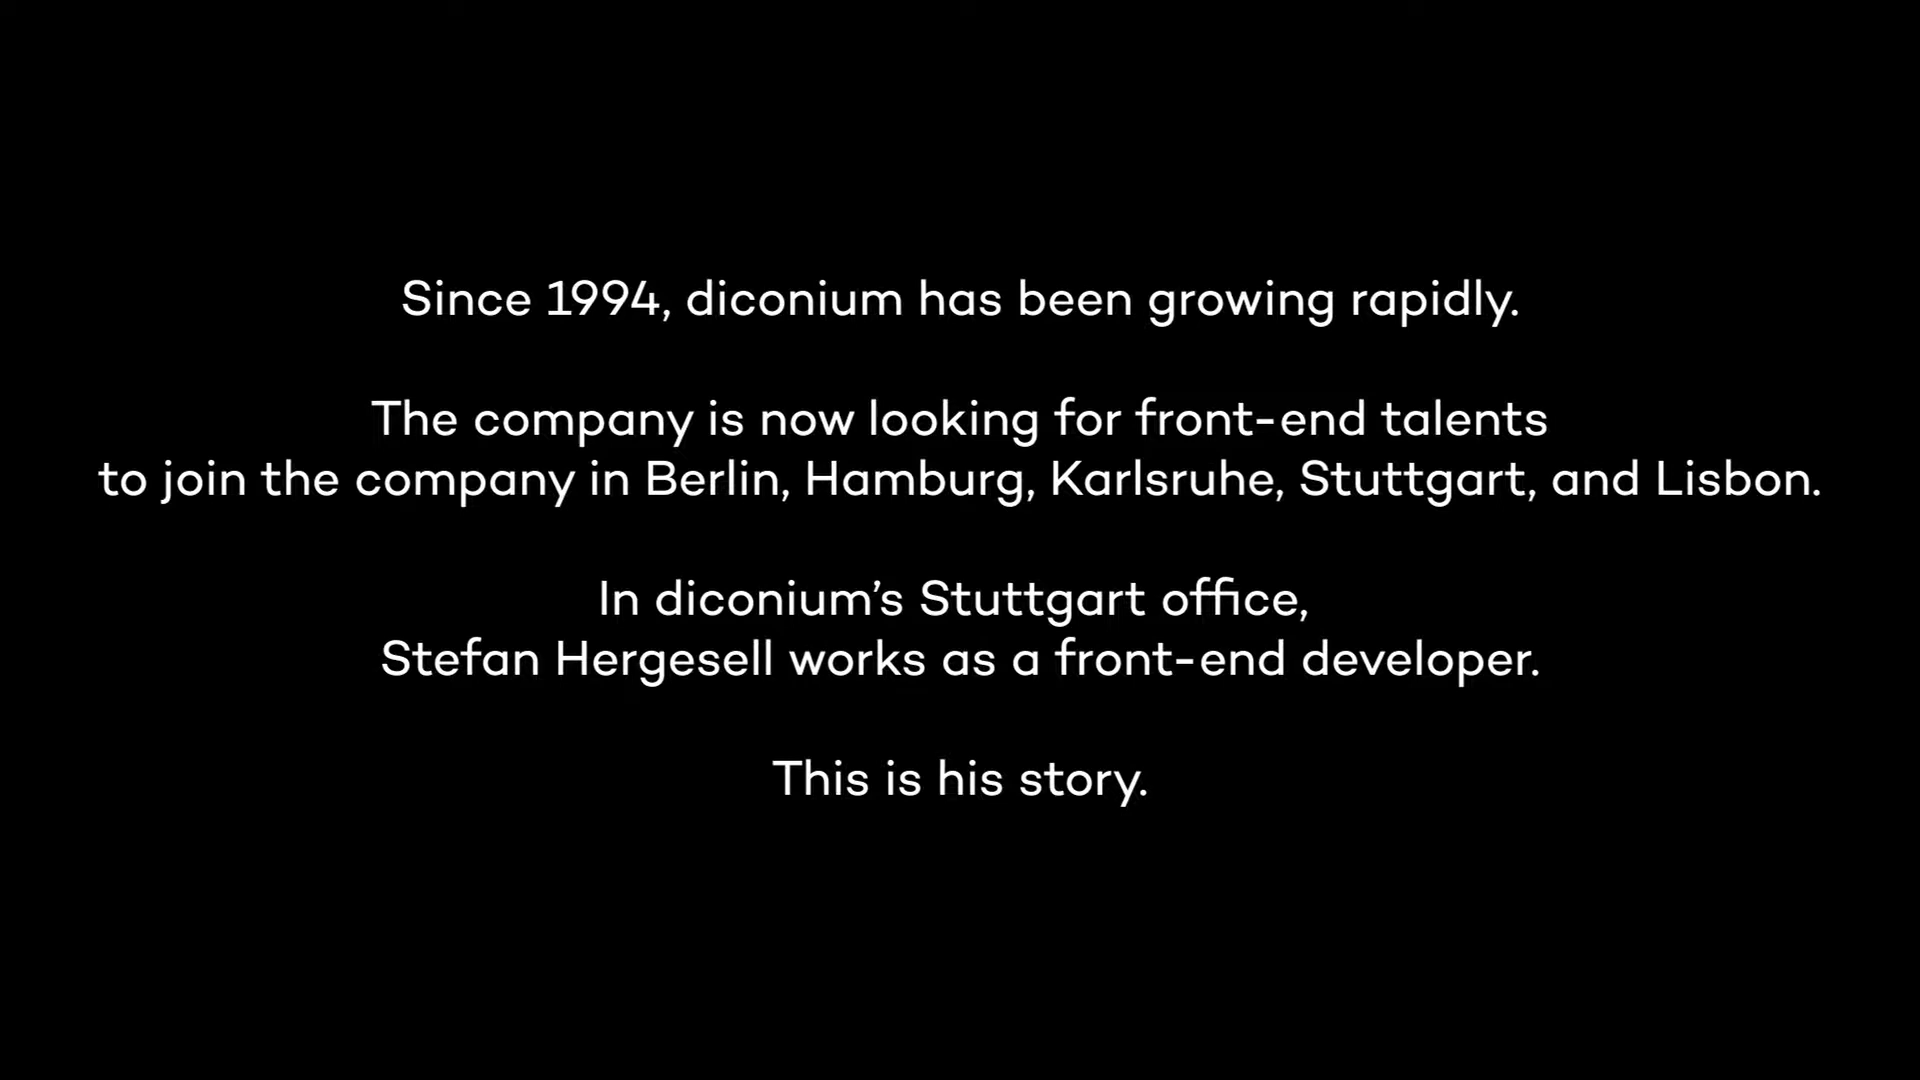 Since 1994, diconium has been growing rapidly.
The company is now looking for front-end talents
to join the company in Berlin, Hamburg, Karlsruhe, Stuttgart, and Lisbon.
In diconium’s Stuttgart office,
Stefan Hergesell works as a front-end developer.
This is his story.